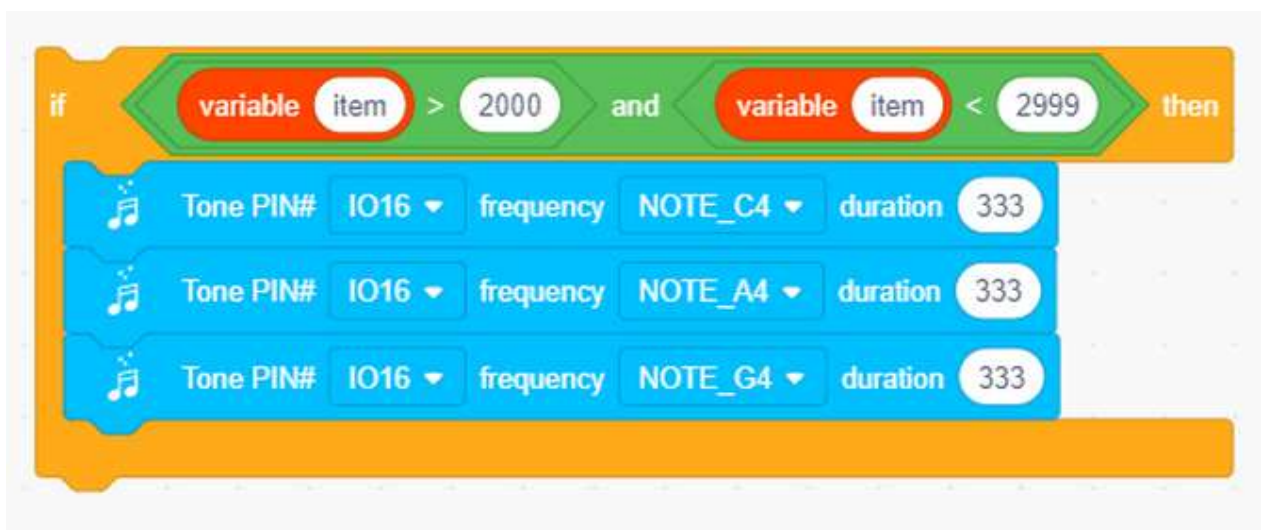 if variable item > 2000 and variable item < 2999 then
Tone PIN# IO16 frequency NOTE_C4 duration 333
Tone PIN# IO16 frequency NOTE_A4 duration 333
Tone PIN# IO16 frequency NOTE_G4 duration 333